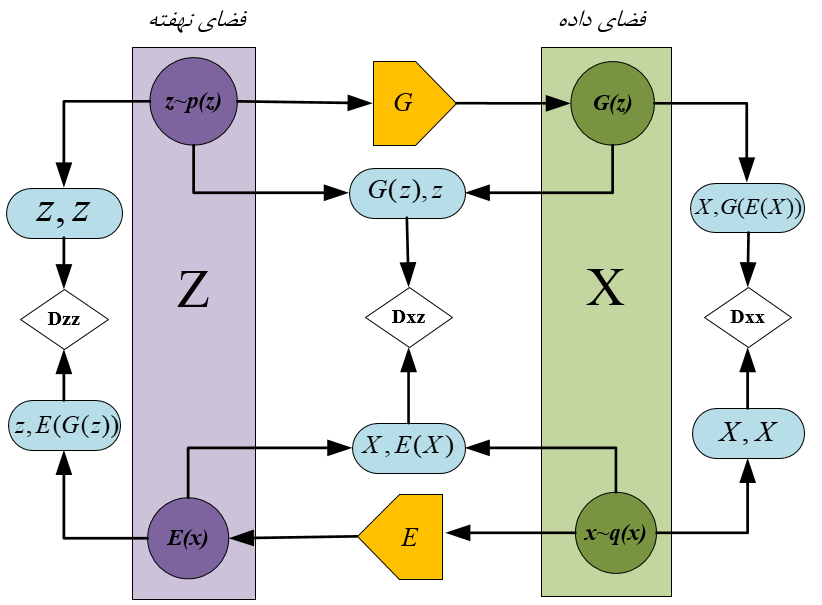 فضای نهفته
فضای داده
z~p(z)
G
G(z)
z, z
G(z), z
X,G(E(X))
Z
X
Dzz
Dxz
Dxx
z, E(G(z))
X, E(X)
X, X
E(x)
E
x~q(x)